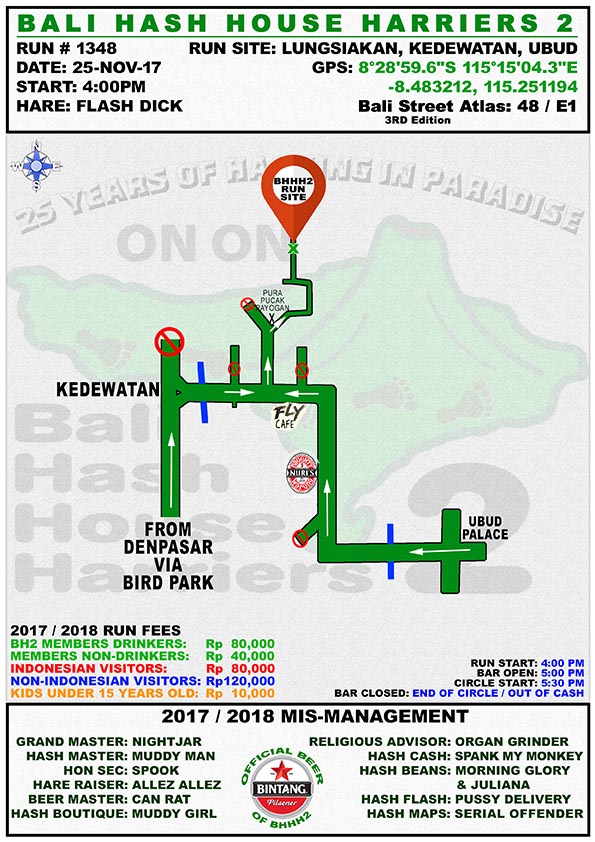 BALI HASH HOUSE HARRIERS 2
RUN # 1348
RUN SITE: LUNGSIAKAN, KEDEWATAN, UBUD
DATE: 25-NOV-17
GPS: 8°28'59.6"S 115°15'04.3"E
START: 4:00PM
-8.483212, 115.251194
HARE: FLASH DICK
Bali Street Atlas: 48 / E1
3RD Edition
25 YEARS OF HASHING IN PARADISE
BHHH2
RUN
SITE
ON ON
PURA
PUCAK
PAYOGAN
KEDEWATAN
FLY
CAFE
Bali
Hash
House
Harriers
2
NURI'S
FROM
DENPASAR
VIA
BIRD PARK
UBUD
PALACE
2017 / 2018 RUN FEES
BH2 MEMBERS DRINKERS: Rp 80,000
MEMBERS NON-DRINKERS: Rp 40,000
INDONESIAN VISITORS: Rp 80,000
NON-INDONESIAN VISITORS: Rp120,000
KIDS UNDER 15 YEARS OLD: Rp 10,000
RUN START: 4:00 PM
BAR OPEN: 5:00 PM
CIRCLE START: 5:30 PM
BAR CLOSED: END OF CIRCLE / OUT OF CASH
2017 / 2018 MIS-MANAGEMENT
GRAND MASTER: NIGHTJAR
HASH MASTER: MUDDY MAN
HON SEC: SPOOK
HARE RAISER: ALLEZ ALLEZ
BEER MASTER: CAN RAT
HASH BOUTIQUE: MUDDY GIRL
OFFICIAL BEER
BINTANG
Pilsener
OF BHHH2
RELIGIOUS ADVISOR: ORGAN GRINDER
HASH CASH: SPANK MY MONKEY
HASH BEANS: MORNING GLORY
& JULIANA
HASH FLASH: PUSSY DELIVERY
HASH MAPS: SERIAL OFFENDER